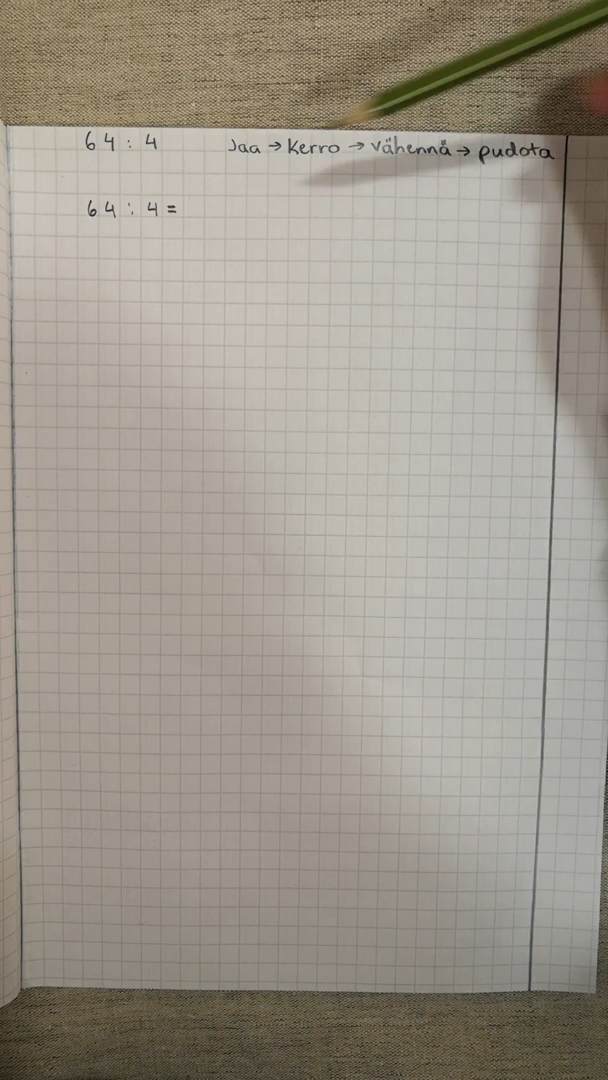 64 : 4 Jaa → Kerro → vähennä → pudota
64 : 4 =